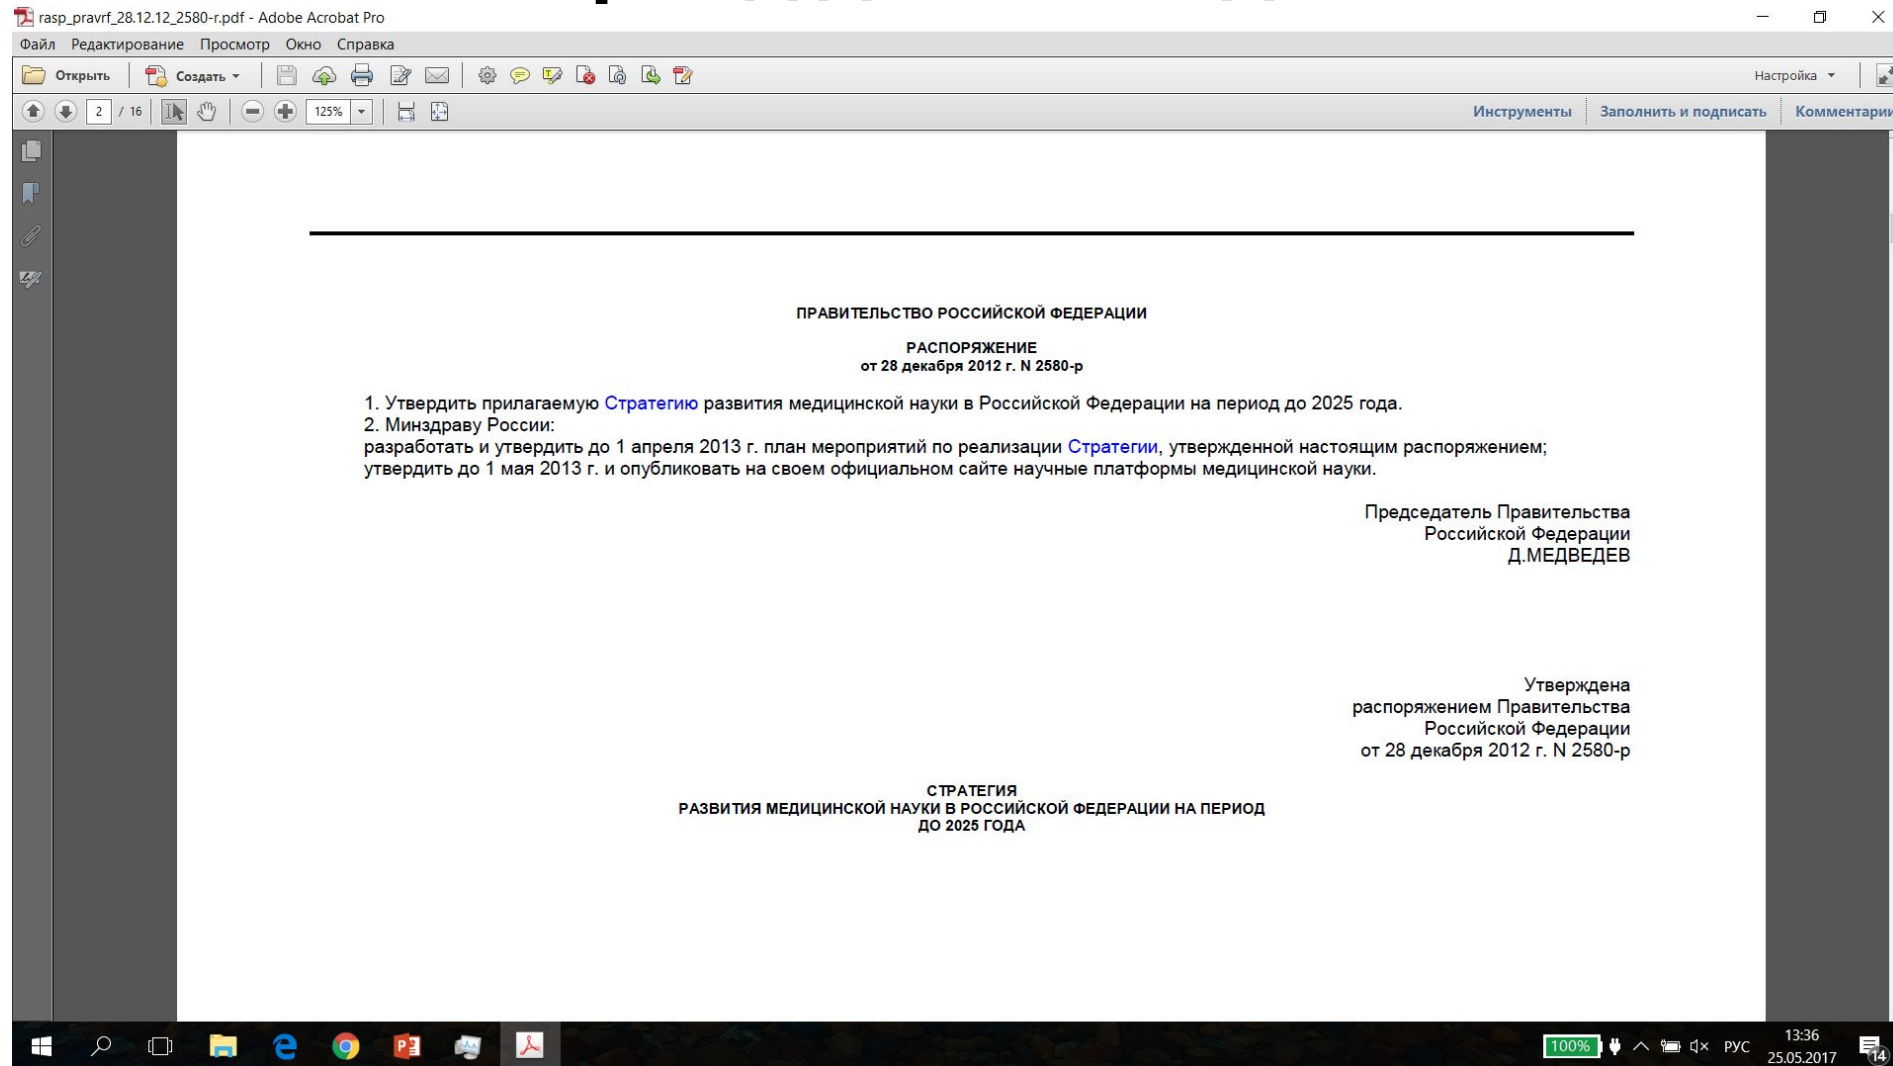 rasp_pravrf_28.12.12_2580-r.pdf - Adobe Acrobat Pro
Файл Редактирование Просмотр Окно Справка
Открыть Создать Настройка
2 / 16 125% Инструменты Заполнить и подписать Комментарии
ПРАВИТЕЛЬСТВО РОССИЙСКОЙ ФЕДЕРАЦИИ
РАСПОРЯЖЕНИЕ
от 28 декабря 2012 г. N 2580-р
1. Утвердить прилагаемую Стратегию развития медицинской науки в Российской Федерации на период до 2025 года.
2. Минздраву России:
разработать и утвердить до 1 апреля 2013 г. план мероприятий по реализации Стратегии, утвержденной настоящим распоряжением;
утвердить до 1 мая 2013 г. и опубликовать на своем официальном сайте научные платформы медицинской науки.
Председатель Правительства
Российской Федерации
Д.МЕДВЕДЕВ
Утверждена
распоряжением Правительства
Российской Федерации
от 28 декабря 2012 г. N 2580-р
СТРАТЕГИЯ
РАЗВИТИЯ МЕДИЦИНСКОЙ НАУКИ В РОССИЙСКОЙ ФЕДЕРАЦИИ НА ПЕРИОД
ДО 2025 ГОДА
100% РУС 13:36
25.05.2017 14